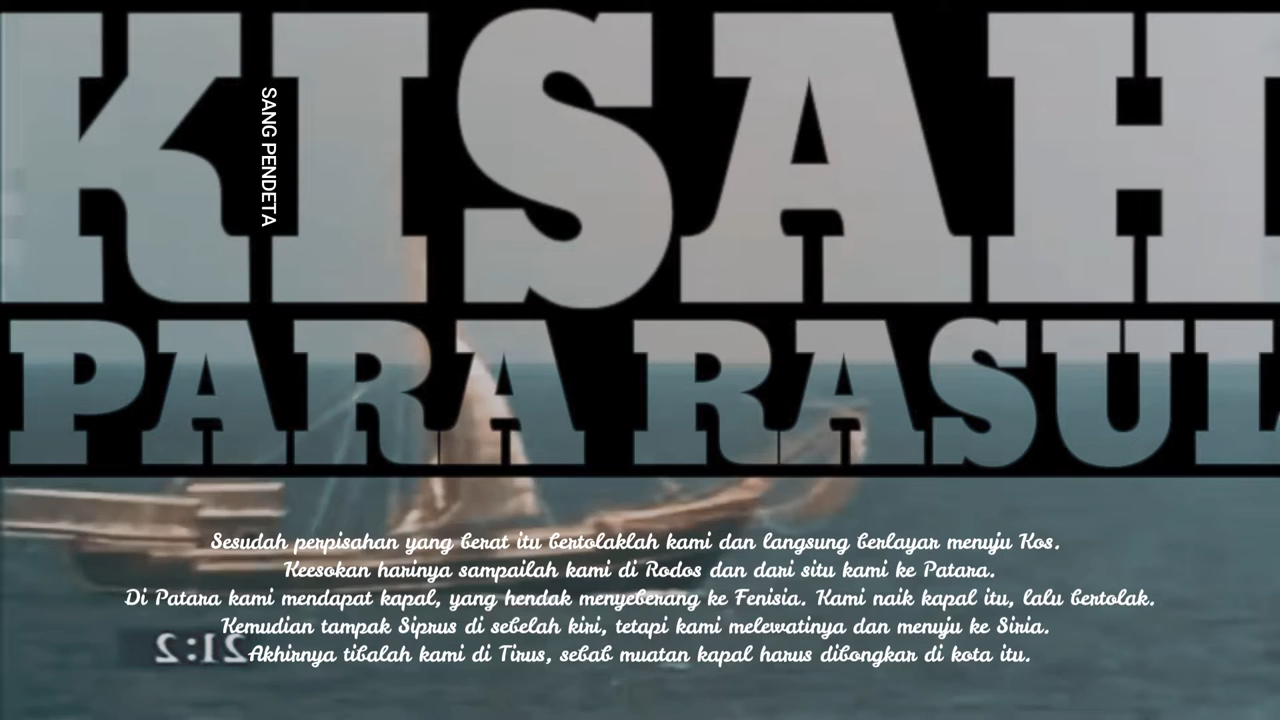 KISAH
SANG PENDETA
PARA RASUL
Sesudah perpisahan yang berat itu bertolaklah kami dan langsung berlayar menuju Kos.
Keesokan harinya sampailah kami di Rodos dan dari situ kami ke Patara.
Di Patara kami mendapat kapal, yang hendak menyeberang ke Fenisia. Kami naik kapal itu, lalu bertolak.
Kemudian tampak Siprus di sebelah kiri, tetapi kami melewatinya dan menuju ke Siria.
21:2
Akhirnya tibalah kami di Tirus, sebab muatan kapal harus dibongkar di kota itu.